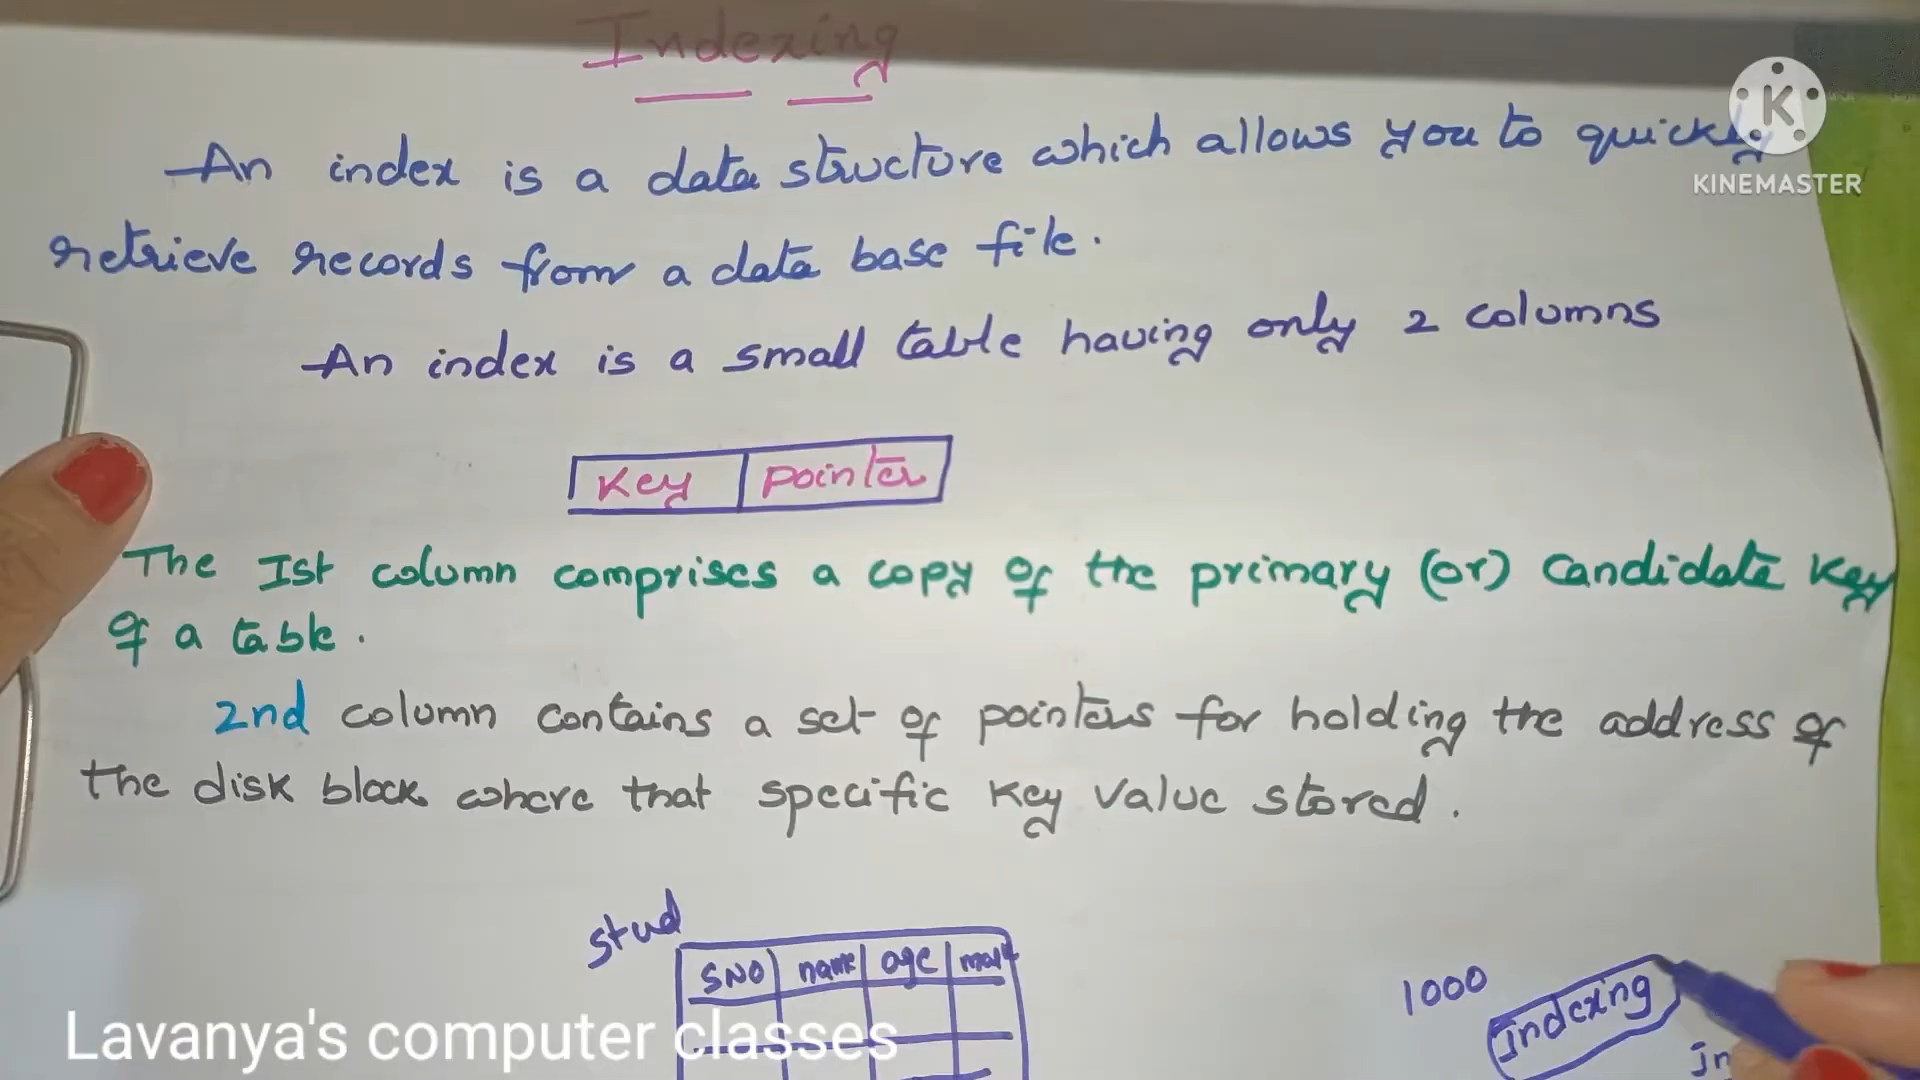 Indexing
An index is a data structure which allows you to quickly
KINEMASTER
retrieve records from a data base file.
An index is a small table having only 2 columns
Key pointer
The Ist column comprises a copy of the primary (or) candidate key
of a table.
2nd column contains a set of pointers for holding the address of
the disk block where that specific key value stored.
stud
SNO name age mark
1000
Indexing
In
Lavanya's computer classes